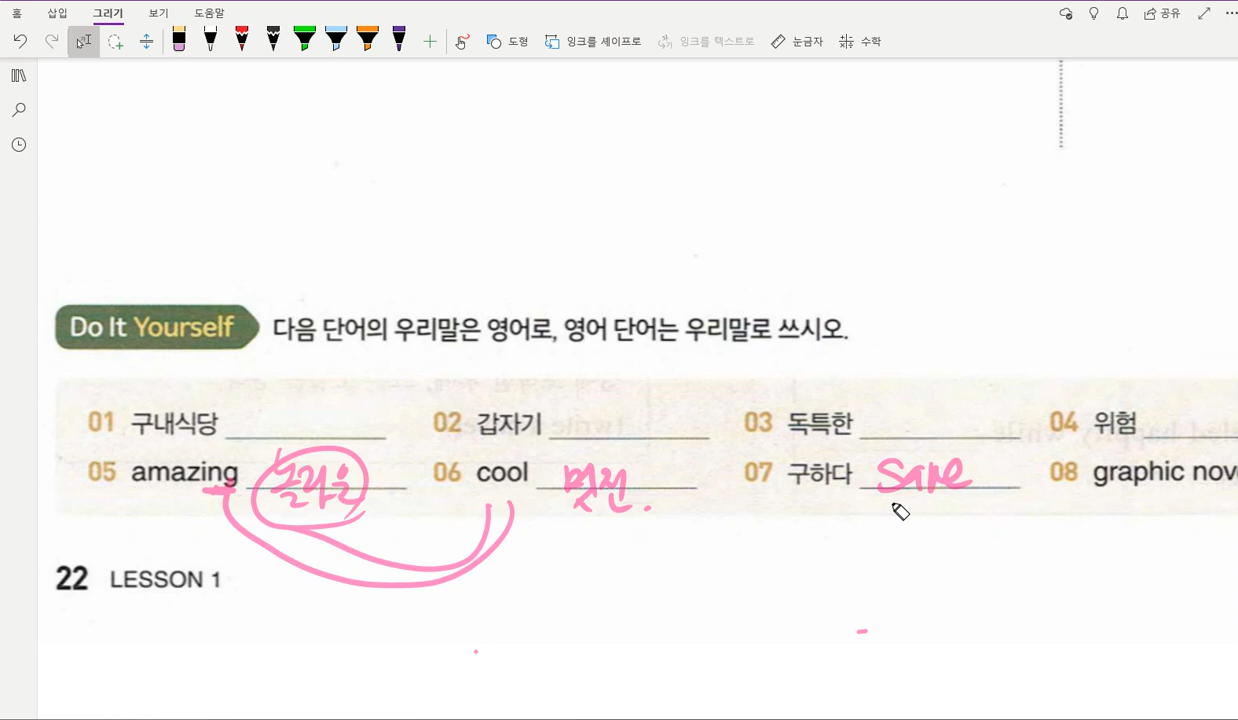 홈 삽입 그리기 보기 도움말 공유
도형 잉크를 셰이프로 잉크를 텍스트로 눈금자 수학
Do It Yourself 다음 단어의 우리말은 영어로, 영어 단어는 우리말로 쓰시오.
01 구내식당 02 갑자기 03 독특한 04 위험
05 amazing 놀라운 06 cool 멋진. 07 구하다 save 08 graphic nov
22 LESSON 1